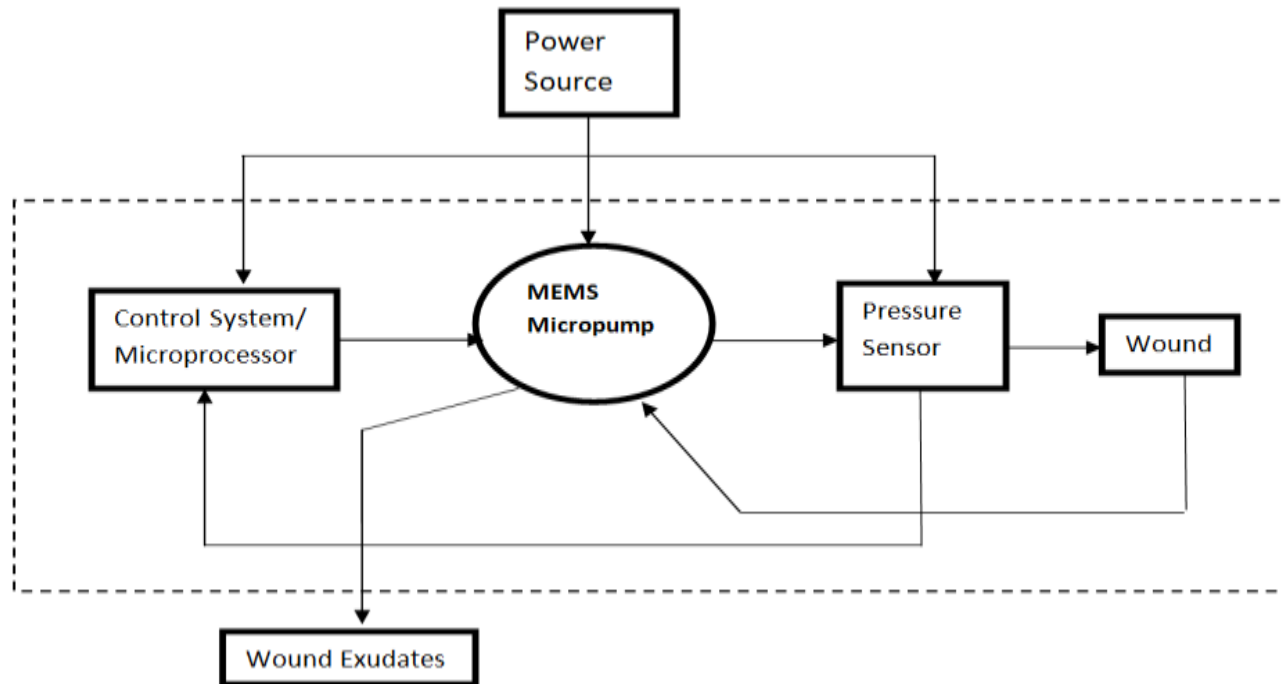 Power
Source
Control System/
Microprocessor
MEMS
Micropump
Pressure
Sensor
Wound
Wound Exudates